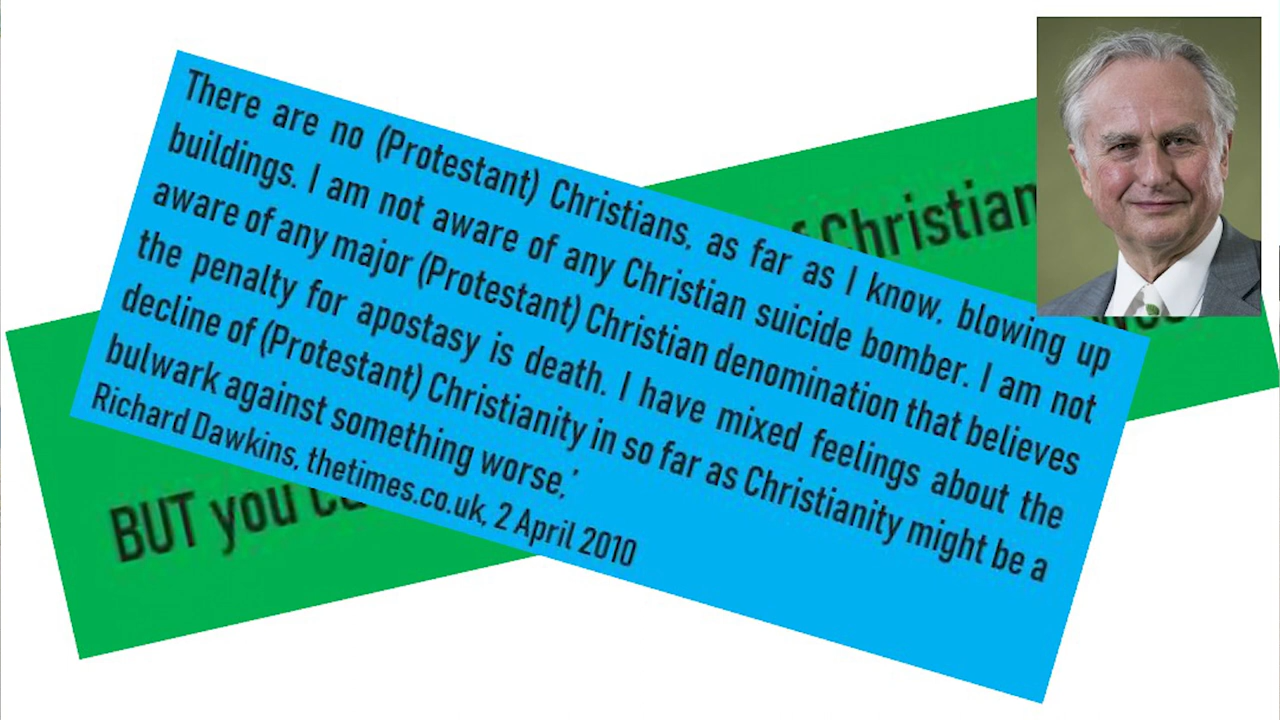 There are no (Protestant) Christians, as far as I know, blowing up
buildings. I am not aware of any Christian suicide bomber. I am not
aware of any major (Protestant) Christian denomination that believes
the penalty for apostasy is death. I have mixed feelings about the
decline of (Protestant) Christianity in so far as Christianity might be a
bulwark against something worse,'
Richard Dawkins, thetimes.co.uk, 2 April 2010
Christian
BUT you